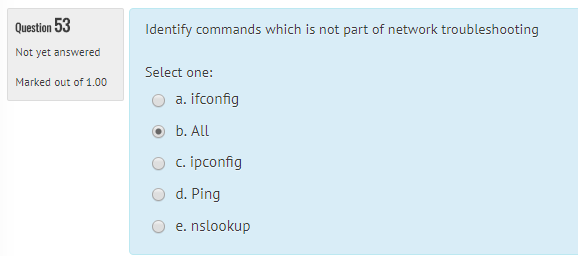 Question 53
Not yet answered
Marked out of 1.00
Identify commands which is not part of network troubleshooting
Select one:
a. ifconfig
b. All
c. ipconfig
d. Ping
e. nslookup